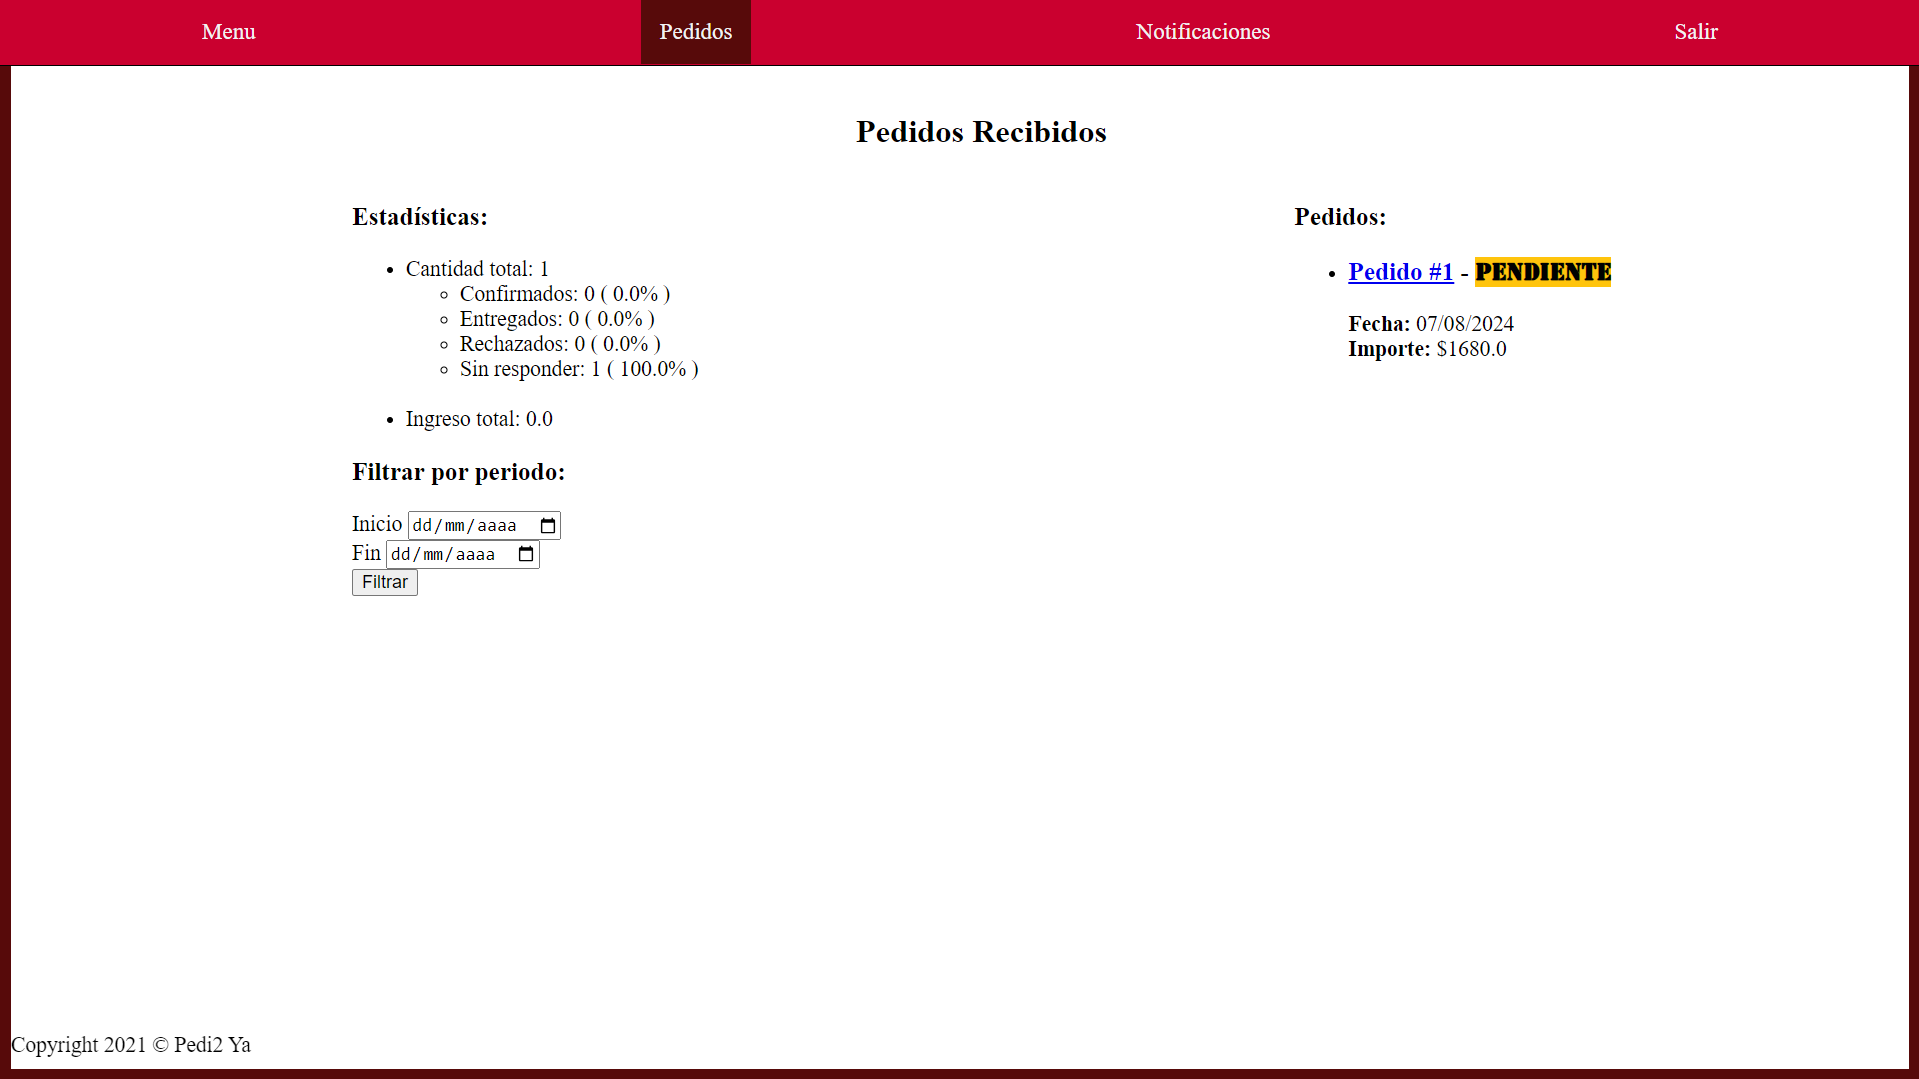 Menu Pedidos Notificaciones Salir
Pedidos Recibidos
Estadísticas:
Cantidad total: 1
Confirmados: 0 ( 0.0% )
Entregados: 0 ( 0.0% )
Rechazados: 0 ( 0.0% )
Sin responder: 1 ( 100.0% )
Ingreso total: 0.0
Filtrar por periodo:
Inicio dd/mm/aaaa
Fin dd/mm/aaaa
Filtrar
Pedidos:
Pedido #1 - PENDIENTE
Fecha: 07/08/2024
Importe: $1680.0
Copyright 2021 © Pedi2 Ya